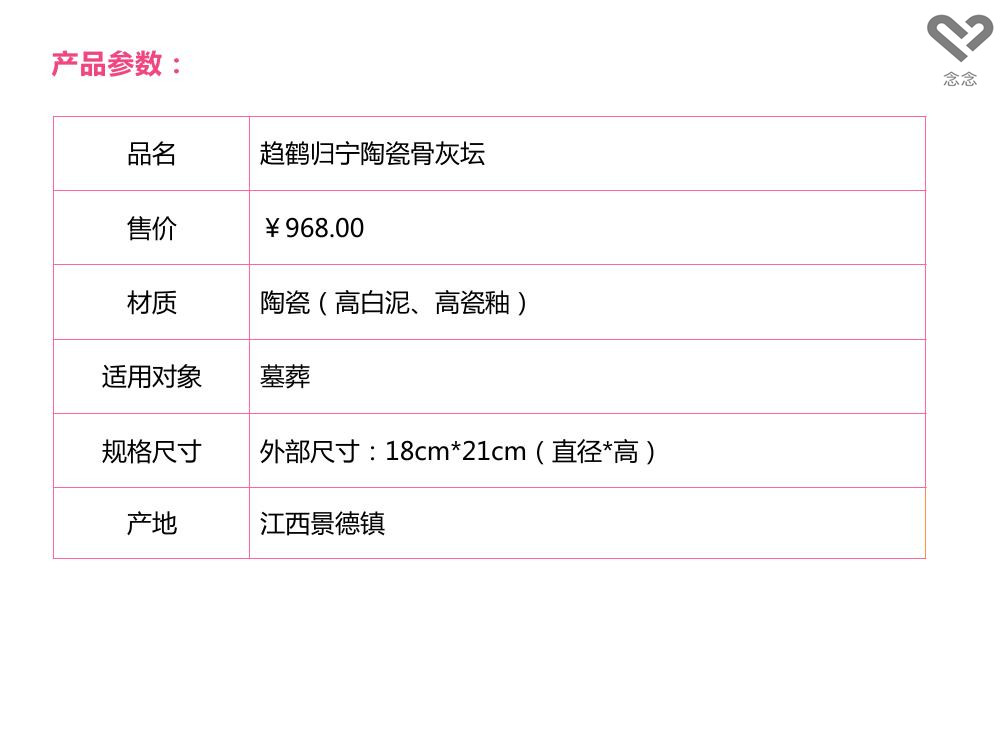 念念
产品参数：
品名 趋鹤归宁陶瓷骨灰坛
售价 ￥968.00
材质 陶瓷（高白泥、高瓷釉）
适用对象 墓葬
规格尺寸 外部尺寸：18cm*21cm（直径*高）
产地 江西景德镇